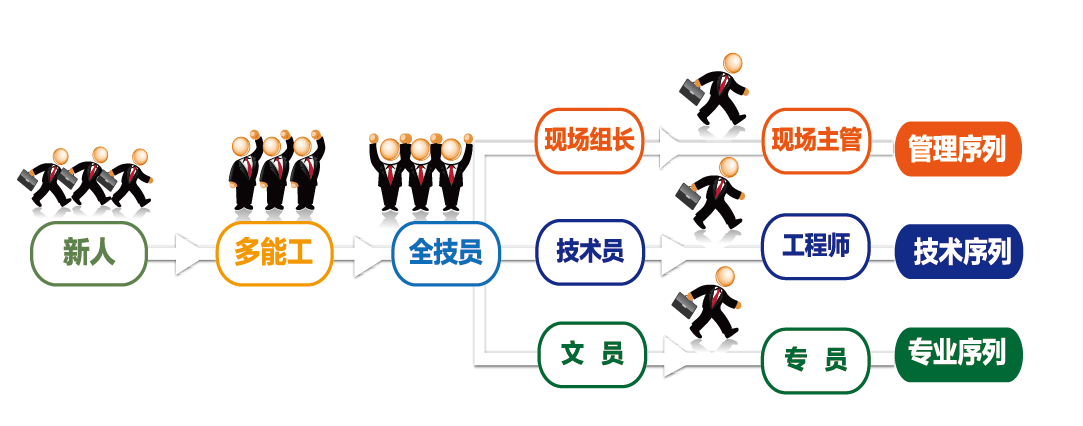 新人
多能工
全技员
现场组长
现场主管
管理序列
技术员
工程师
技术序列
文 员
专 员
专业序列